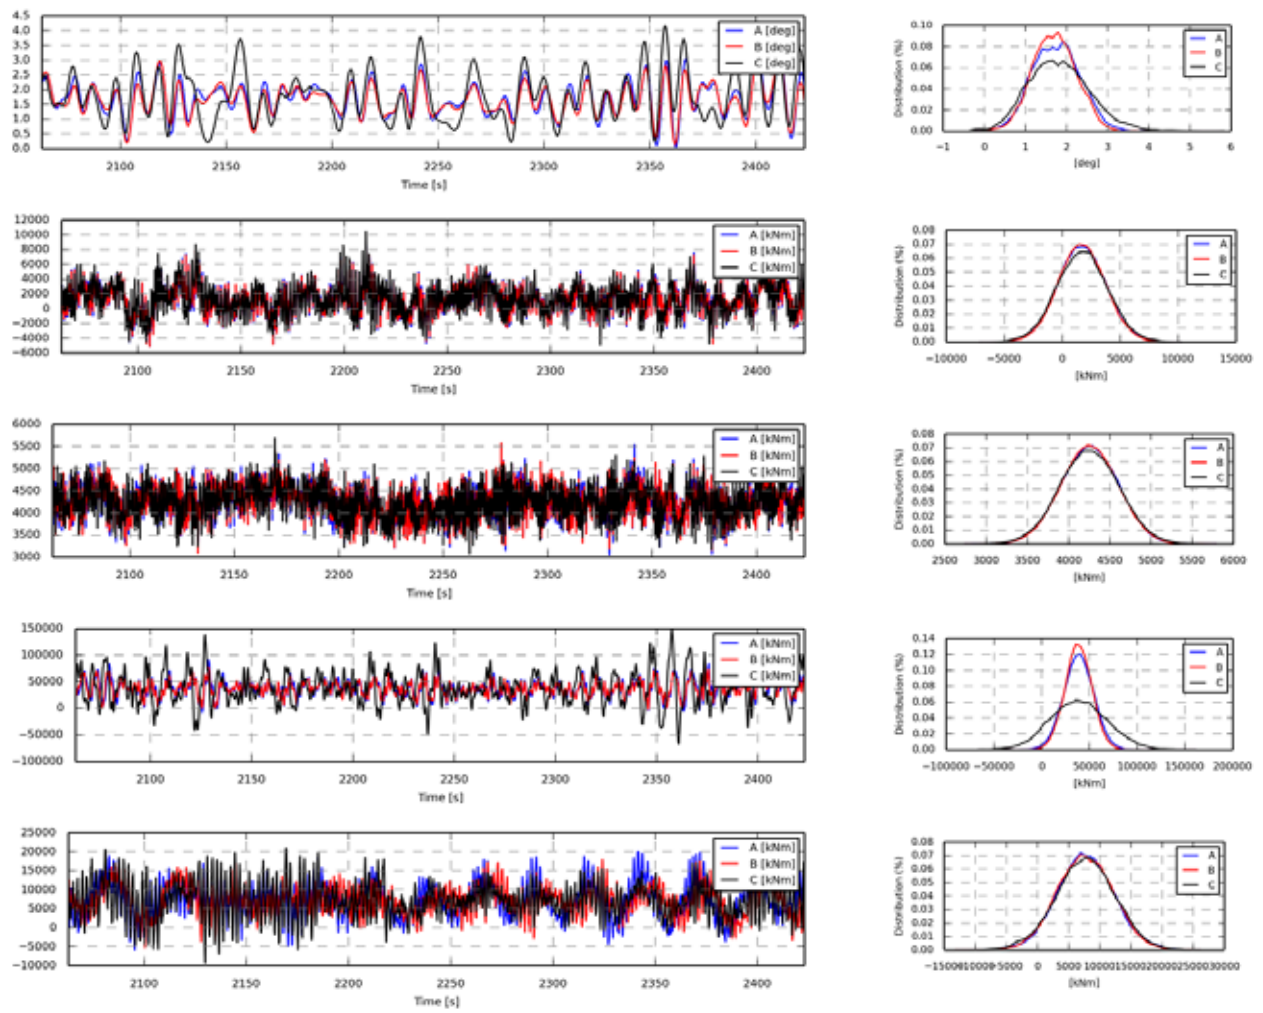 4.5
4.0
3.5
3.0
2.5
2.0
1.5
1.0
0.5
0.0
A [deg]
B [deg]
C [deg]
2100 2150 2200 2250 2300 2350 2400
Time [s]
0.10
0.08
0.06
0.04
0.02
0.00
Distribution (%)
A
B
C
−1 0 1 2 3 4 5 6
[deg]
12000
10000
8000
6000
4000
2000
0
−2000
−4000
−6000
A [kNm]
B [kNm]
C [kNm]
2100 2150 2200 2250 2300 2350 2400
Time [s]
0.08
0.07
0.06
0.05
0.04
0.03
0.02
0.01
0.00
Distribution (%)
A
B
C
−10000 −5000 0 5000 10000 15000
[kNm]
6000
5500
5000
4500
4000
3500
3000
A [kNm]
B [kNm]
C [kNm]
2100 2150 2200 2250 2300 2350 2400
Time [s]
0.08
0.07
0.06
0.05
0.04
0.03
0.02
0.01
0.00
Distribution (%)
A
B
C
2500 3000 3500 4000 4500 5000 5500 6000
[kNm]
150000
100000
50000
0
−50000
−100000
A [kNm]
B [kNm]
C [kNm]
2100 2150 2200 2250 2300 2350 2400
Time [s]
0.14
0.12
0.10
0.08
0.06
0.04
0.02
0.00
Distribution (%)
A
B
C
−100000 −50000 0 50000 100000 150000 200000
[kNm]
25000
20000
15000
10000
5000
0
−5000
−10000
A [kNm]
B [kNm]
C [kNm]
2100 2150 2200 2250 2300 2350 2400
Time [s]
0.08
0.07
0.06
0.05
0.04
0.03
0.02
0.01
0.00
Distribution (%)
A
B
C
−15000 −10000 −5000 0 5000 10000 15000 20000 25000 30000
[kNm]